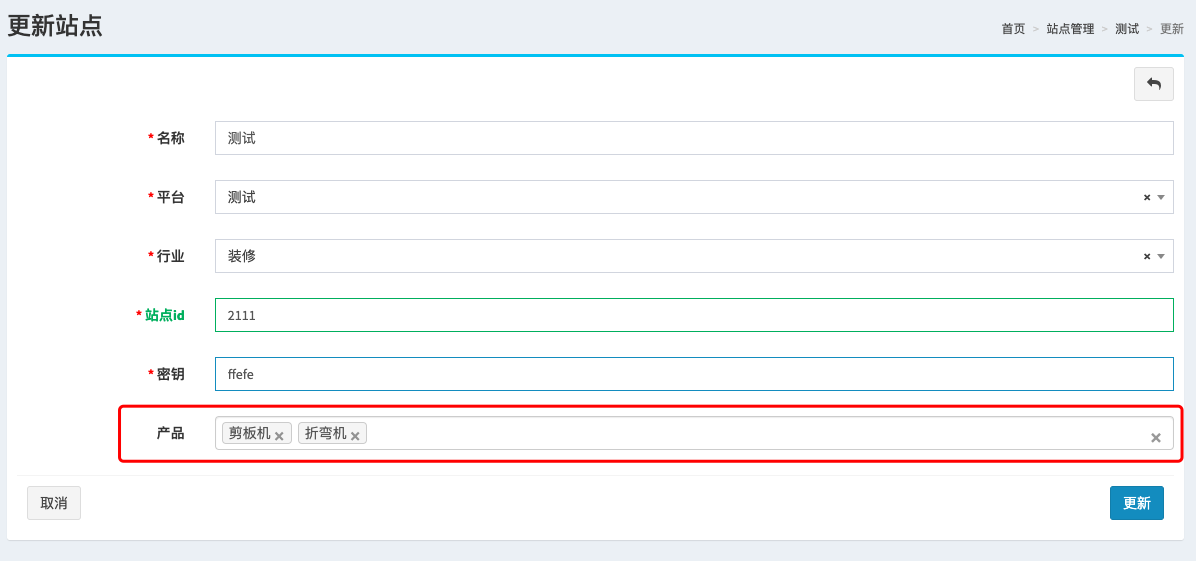 更新站点
首页 > 站点管理 > 测试 > 更新
* 名称 测试
* 平台 测试 ×
* 行业 装修 ×
* 站点id 2111
* 密钥 ffefe
产品 剪板机 × 折弯机 × ×
取消 更新